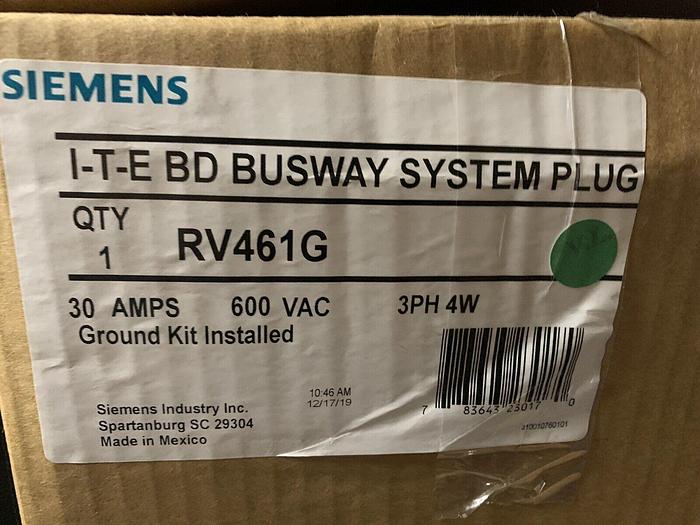 SIEMENS
I-T-E BD BUSWAY SYSTEM PLUG
QTY
1 RV461G
30 AMPS 600 VAC 3PH 4W
Ground Kit Installed
10:46 AM
12/17/19
Siemens Industry Inc.
Spartanburg SC 29304
Made in Mexico
7 83643 23017 0